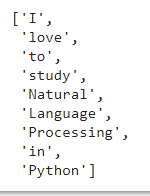 ['I',
'love',
'to',
'study',
'Natural',
'Language',
'Processing',
'in',
'Python']